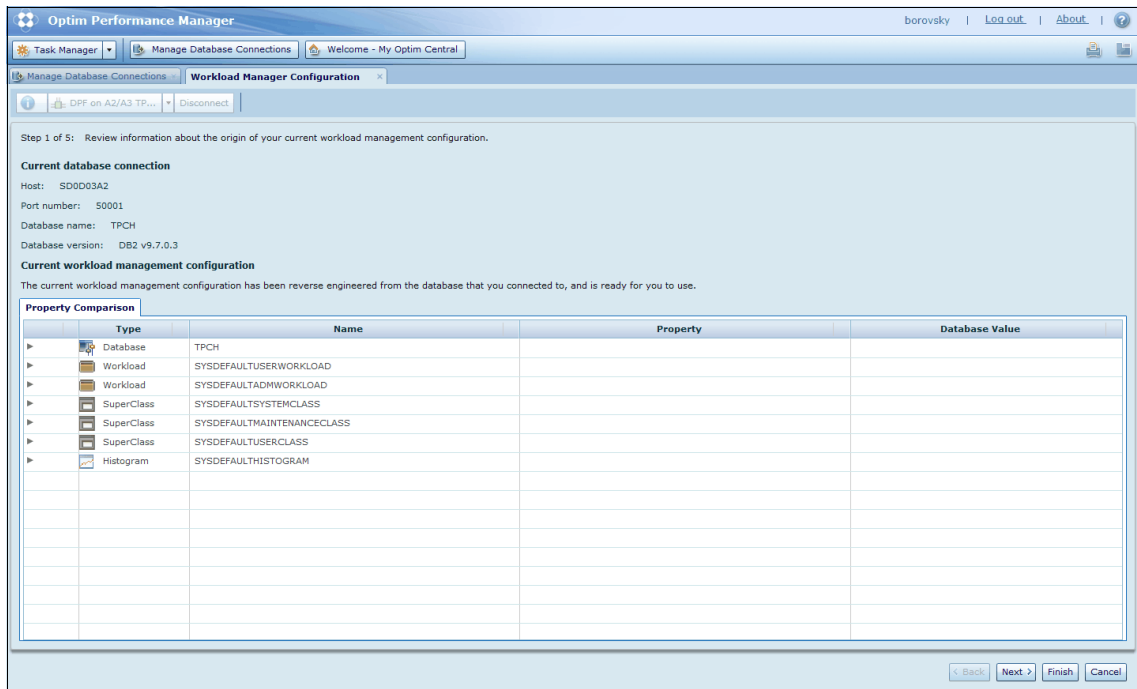 Optim Performance Manager borovsky | Log out | About | ?
Task Manager Manage Database Connections Welcome - My Optim Central
Manage Database Connections × Workload Manager Configuration ×
DPF on A2/A3 TP... Disconnect
Step 1 of 5: Review information about the origin of your current workload management configuration.
Current database connection
Host: SD0D03A2
Port number: 50001
Database name: TPCH
Database version: DB2 v9.7.0.3
Current workload management configuration
The current workload management configuration has been reverse engineered from the database that you connected to, and is ready for you to use.
Property Comparison
Type Name Property Database Value
Database TPCH
Workload SYSDEFAULTUSERWORKLOAD
Workload SYSDEFAULTADMWORKLOAD
SuperClass SYSDEFAULTSYSTEMCLASS
SuperClass SYSDEFAULTMAINTENANCECLASS
SuperClass SYSDEFAULTUSERCLASS
Histogram SYSDEFAULTHISTOGRAM
< Back Next > Finish Cancel